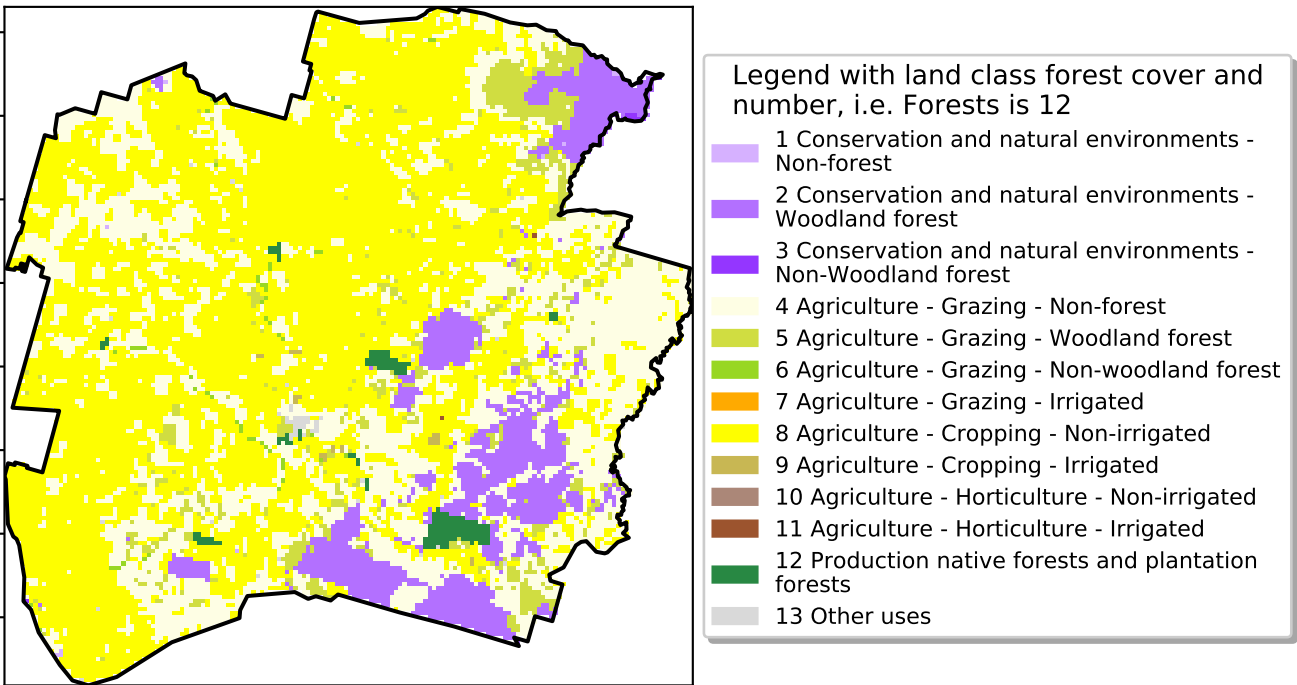 Legend with land class forest cover and
number, i.e. Forests is 12
1 Conservation and natural environments -
Non-forest
2 Conservation and natural environments -
Woodland forest
3 Conservation and natural environments -
Non-Woodland forest
4 Agriculture - Grazing - Non-forest
5 Agriculture - Grazing - Woodland forest
6 Agriculture - Grazing - Non-woodland forest
7 Agriculture - Grazing - Irrigated
8 Agriculture - Cropping - Non-irrigated
9 Agriculture - Cropping - Irrigated
10 Agriculture - Horticulture - Non-irrigated
11 Agriculture - Horticulture - Irrigated
12 Production native forests and plantation
forests
13 Other uses